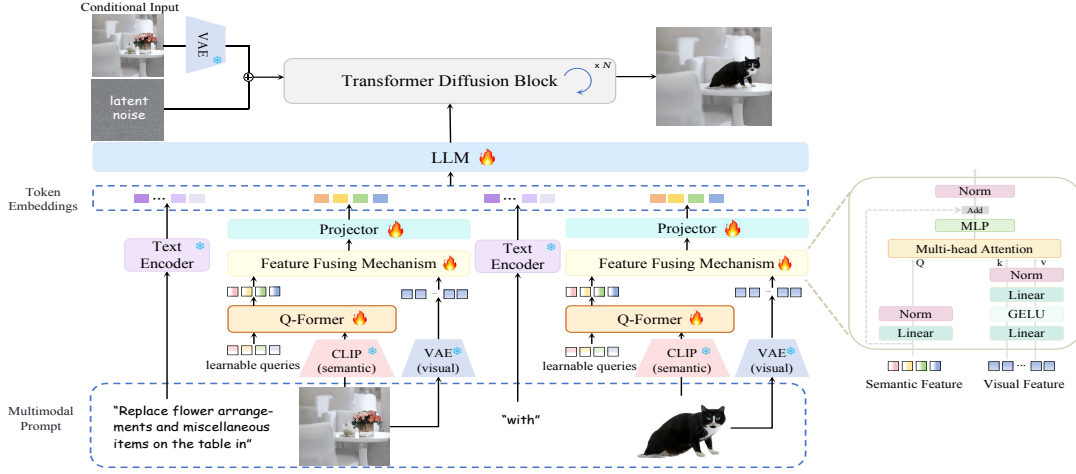 Conditional Input
VAE
latent
noise
Transformer Diffusion Block
x N
LLM
Token
Embeddings
Projector
Projector
Text
Encoder
Feature Fusing Mechanism
Text
Encoder
Feature Fusing Mechanism
Q-Former
Q-Former
learnable queries
CLIP
(semantic)
VAE
(visual)
learnable queries
CLIP
(semantic)
VAE
(visual)
Multimodal
Prompt
“Replace flower arrange-
ments and miscellaneous
items on the table in”
“with”
Norm
Add
MLP
Multi-head Attention
Q
k
v
Norm
Linear
Norm
GELU
Linear
Linear
Semantic Feature
Visual Feature